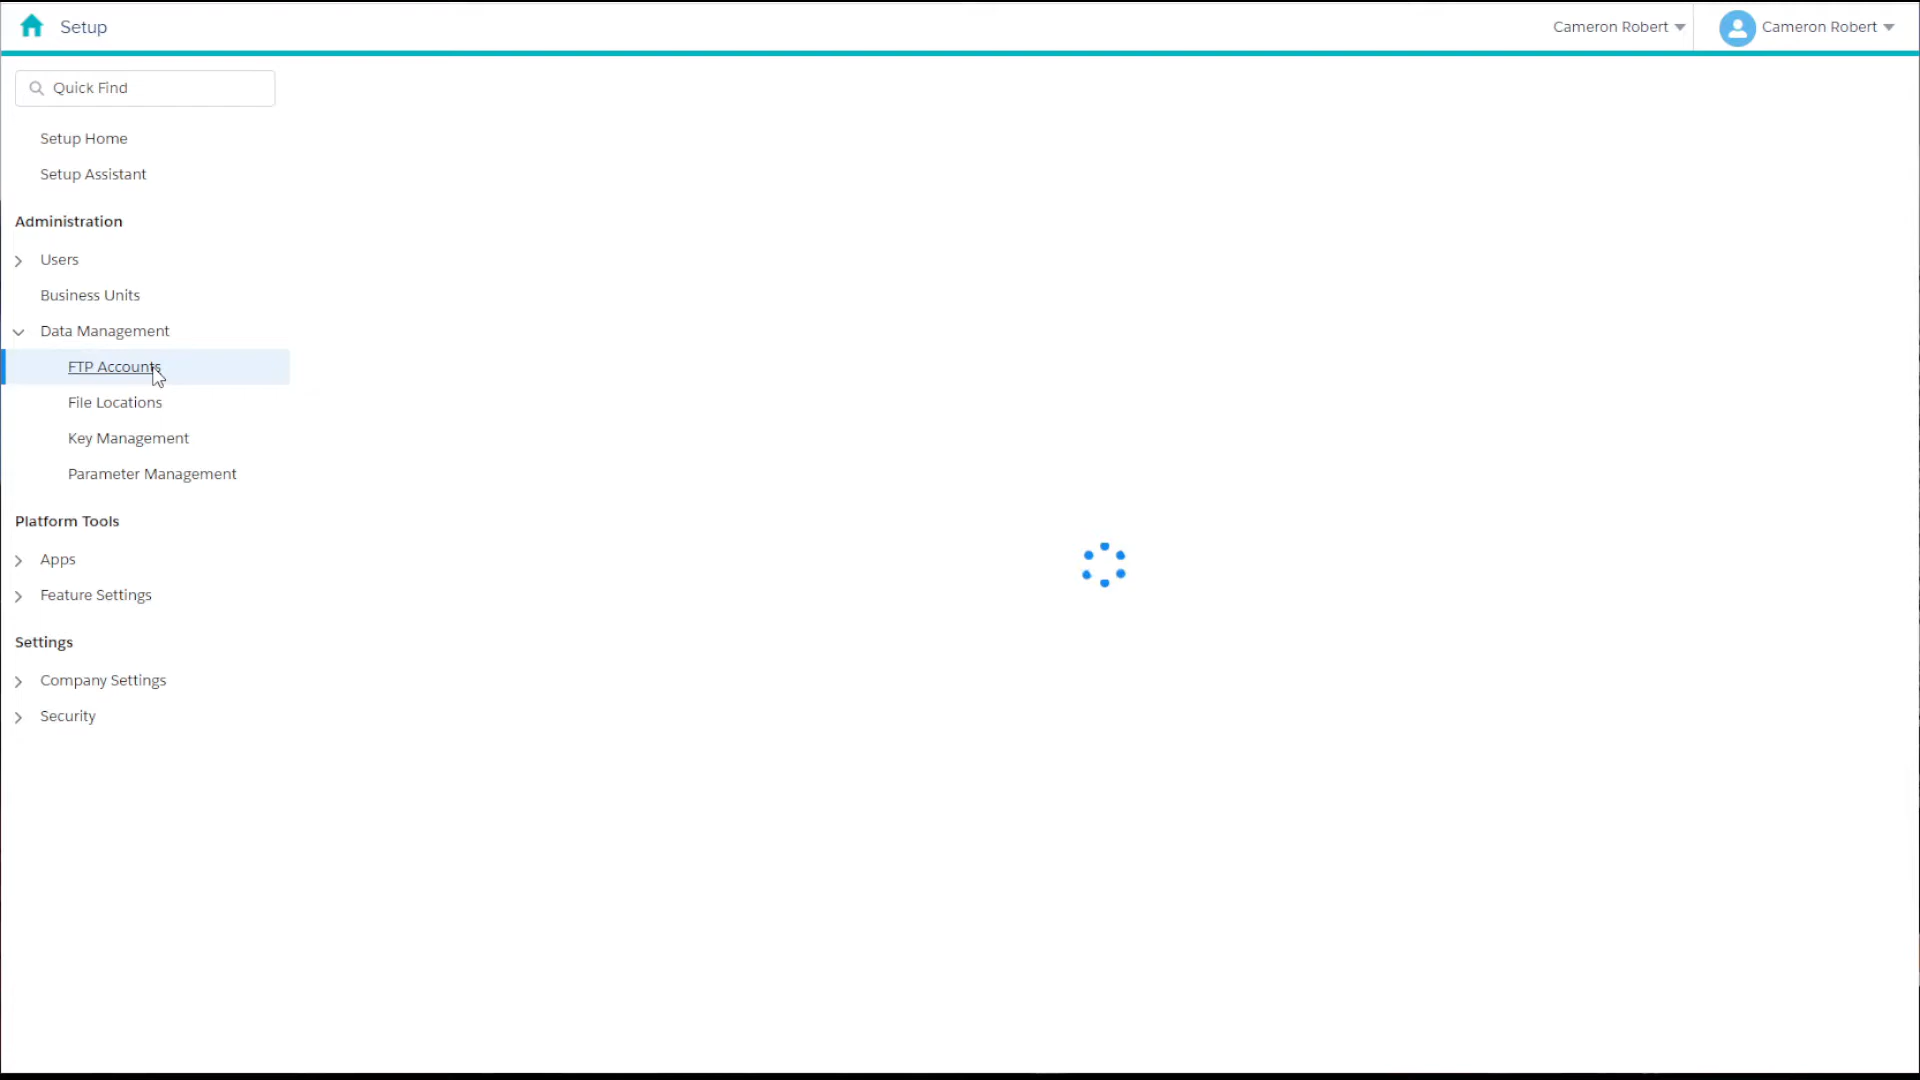 Setup
Cameron Robert
Cameron Robert
Quick Find
Setup Home
Setup Assistant
Administration
Users
Business Units
Data Management
FTP Accounts
File Locations
Key Management
Parameter Management
Platform Tools
Apps
Feature Settings
Settings
Company Settings
Security